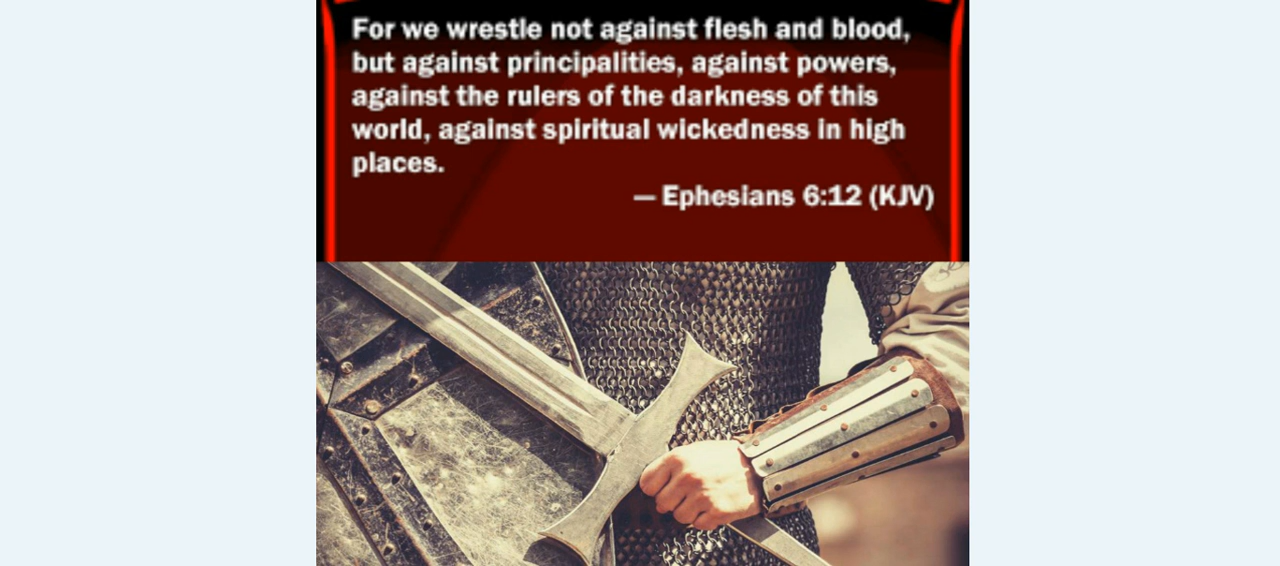 For we wrestle not against flesh and blood,
but against principalities, against powers,
against the rulers of the darkness of this
world, against spiritual wickedness in high
places.
— Ephesians 6:12 (KJV)